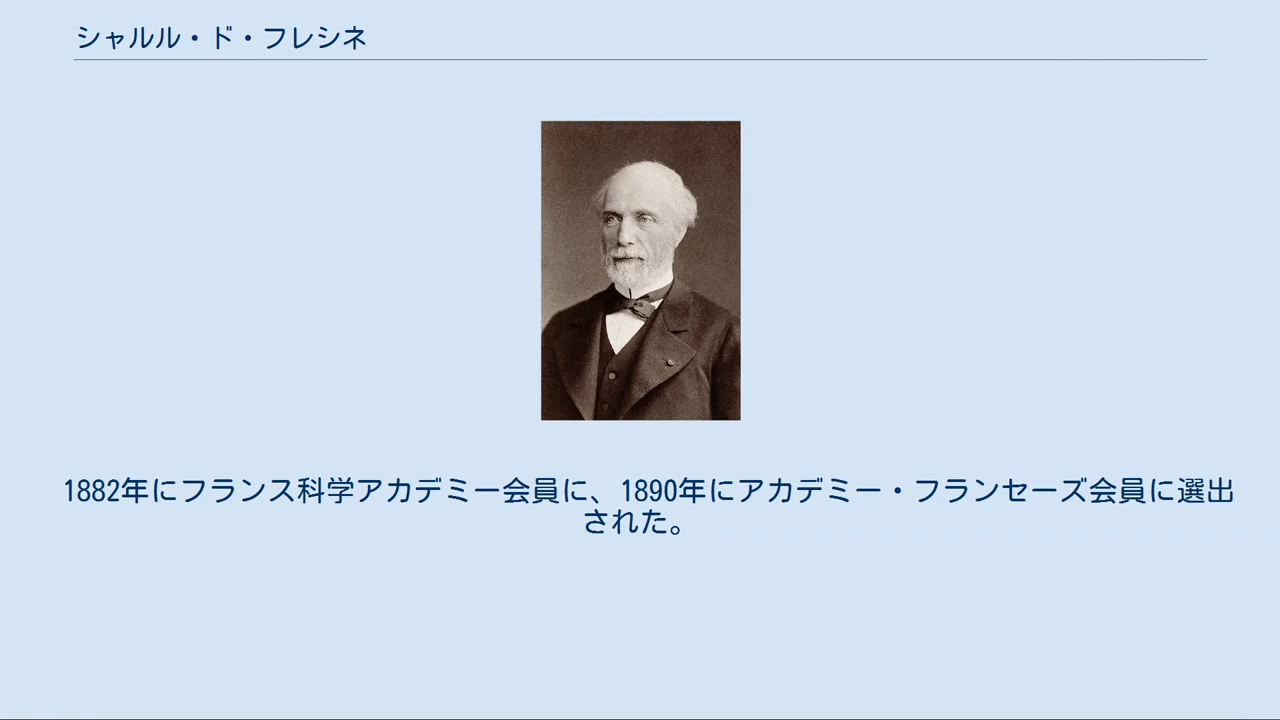 シャルル・ド・フレシネ
1882年にフランス科学アカデミー会員に、1890年にアカデミー・フランセーズ会員に選出
された。